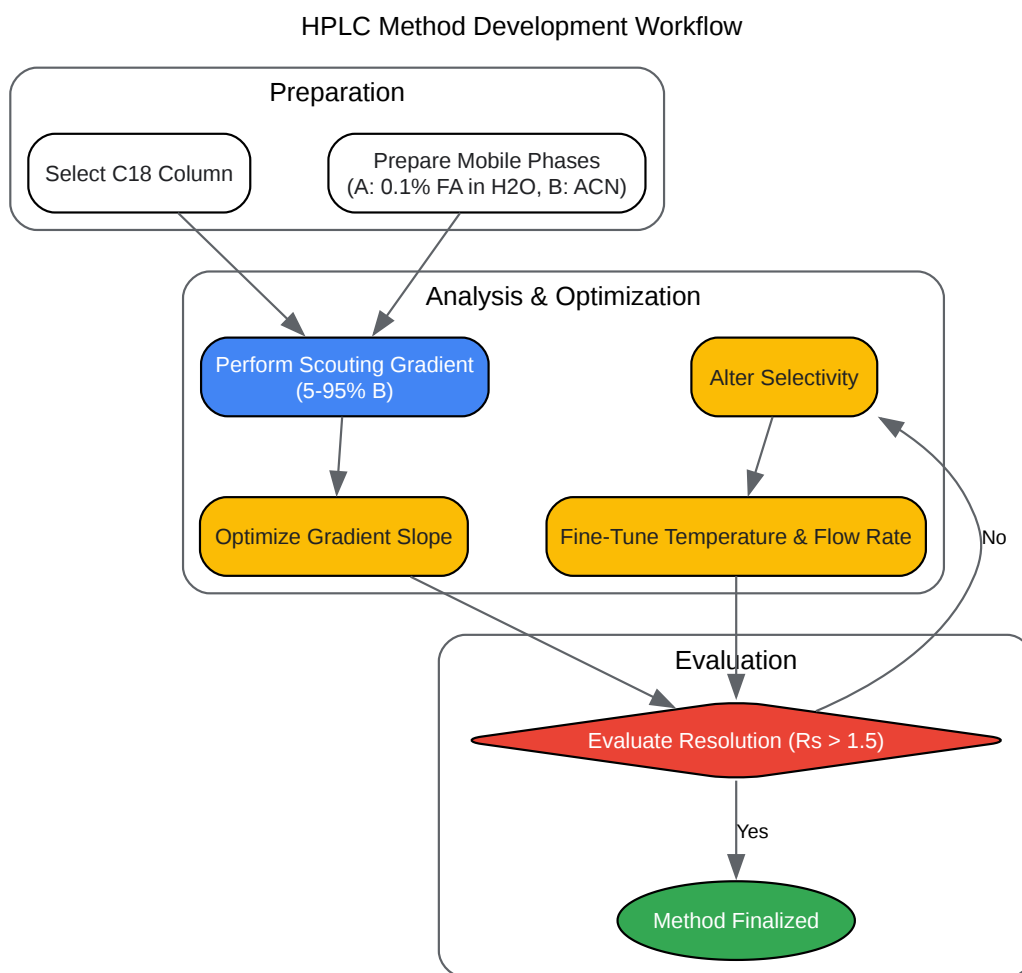 HPLC Method Development Workflow
Preparation
Select C18 Column
Prepare Mobile Phases
(A: 0.1% FA in H2O, B: ACN)
Analysis & Optimization
Perform Scouting Gradient
(5-95% B)
Alter Selectivity
Optimize Gradient Slope
Fine-Tune Temperature & Flow Rate
No
Evaluation
Evaluate Resolution (Rs > 1.5)
Yes
Method Finalized